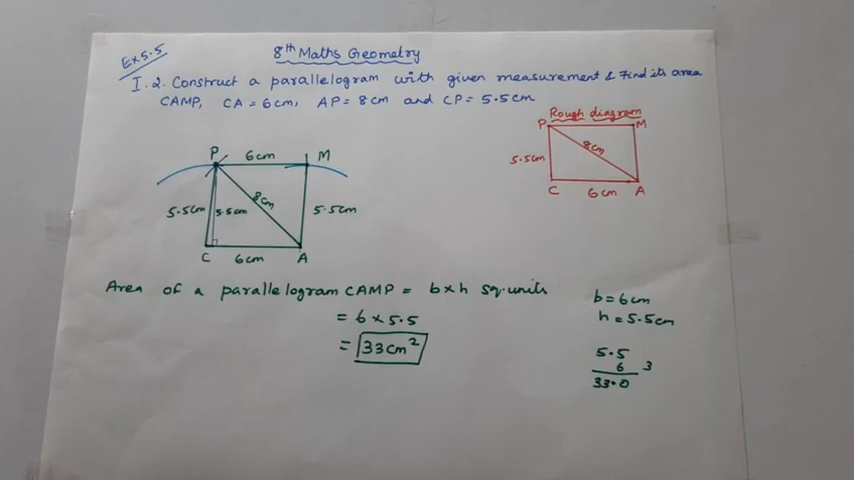 Ex 5.5
8th Maths Geometry
I. 2. Construct a parallelogram with given measurement & Find its area
CAMP, CA = 6cm, AP = 8cm and CP = 5.5cm
Rough diagram
P M
8cm
5.5cm
C 6cm A
P 6cm M
8cm
5.5cm 5.5cm 5.5cm
C 6cm A
Area of a parallelogram CAMP = b x h sq.units
= 6 x 5.5
= 33cm²
b = 6cm
h = 5.5cm
5.5
6 3
33.0